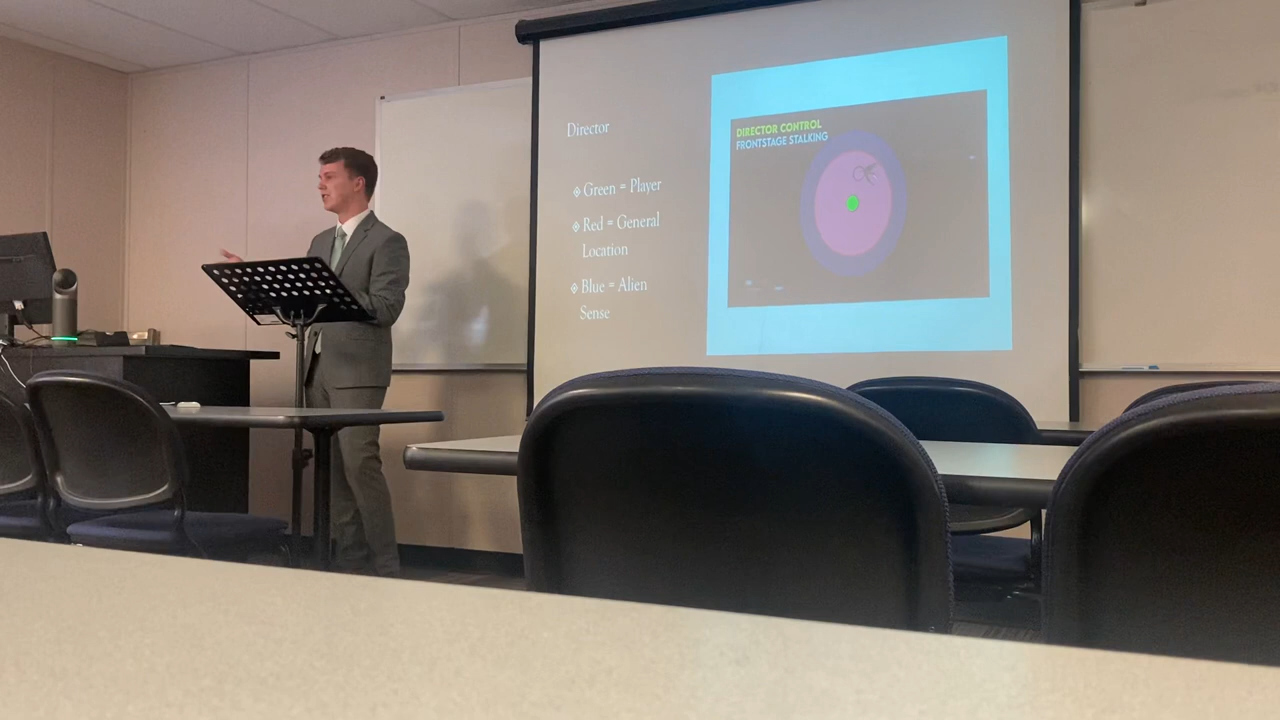 Director
❖ Green = Player
❖ Red = General
Location
❖ Blue = Alien
Sense
DIRECTOR CONTROL
FRONTSTAGE STALKING